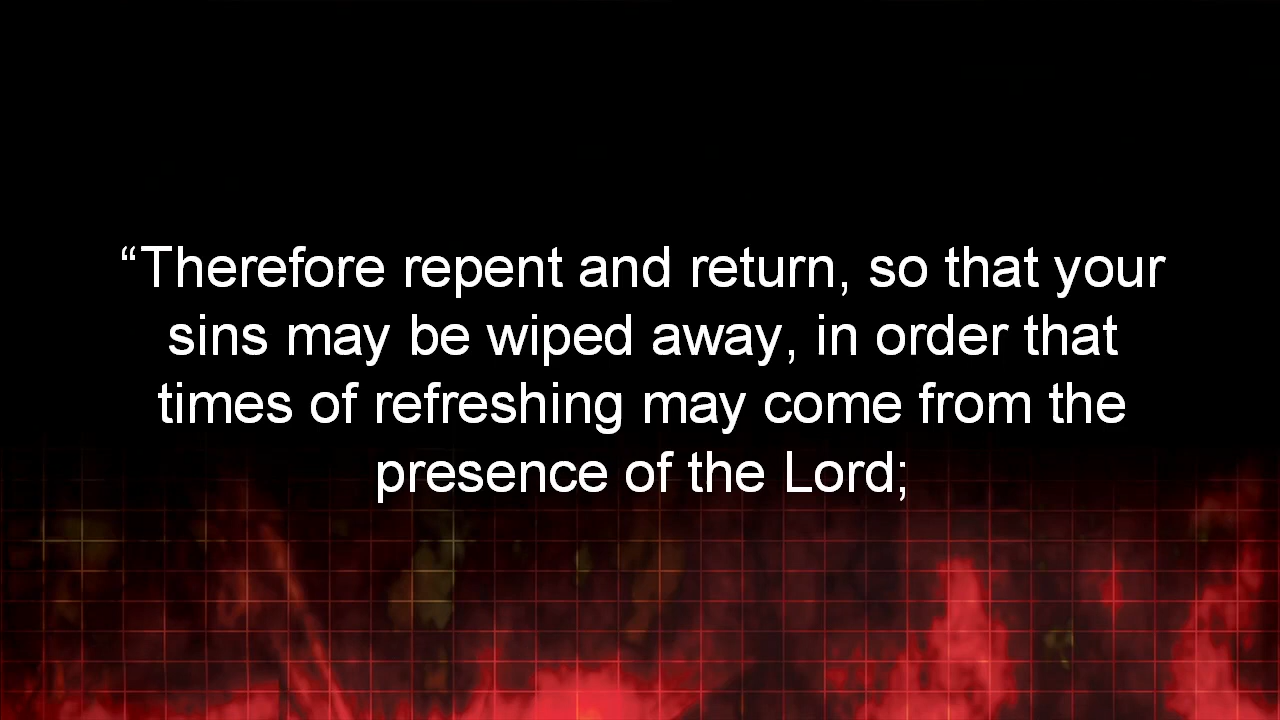 “Therefore repent and return, so that your
sins may be wiped away, in order that
times of refreshing may come from the
presence of the Lord;